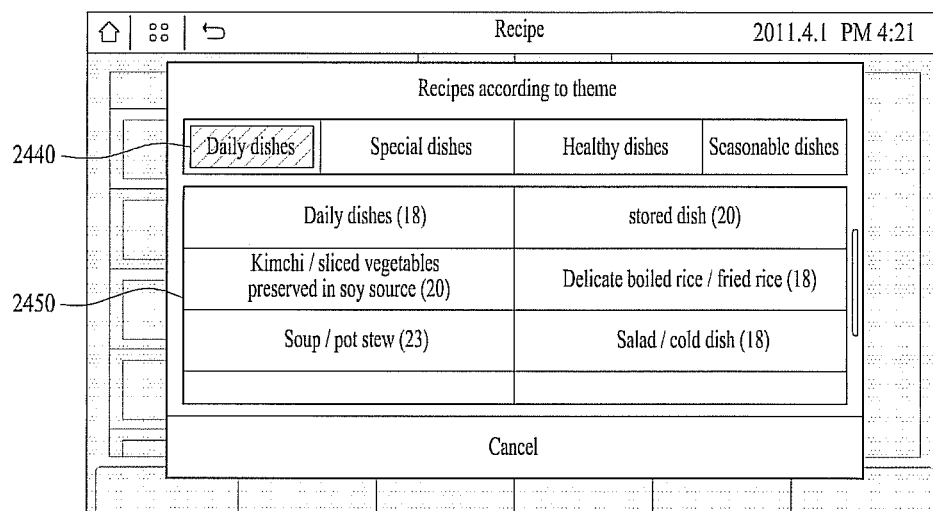 Recipe
2011.4.1 PM 4:21
Recipes according to theme
2440
Daily dishes
Special dishes
Healthy dishes
Seasonable dishes
Daily dishes (18)
stored dish (20)
2450
Kimchi / sliced vegetables
preserved in soy source (20)
Delicate boiled rice / fried rice (18)
Soup / pot stew (23)
Salad / cold dish (18)
Cancel